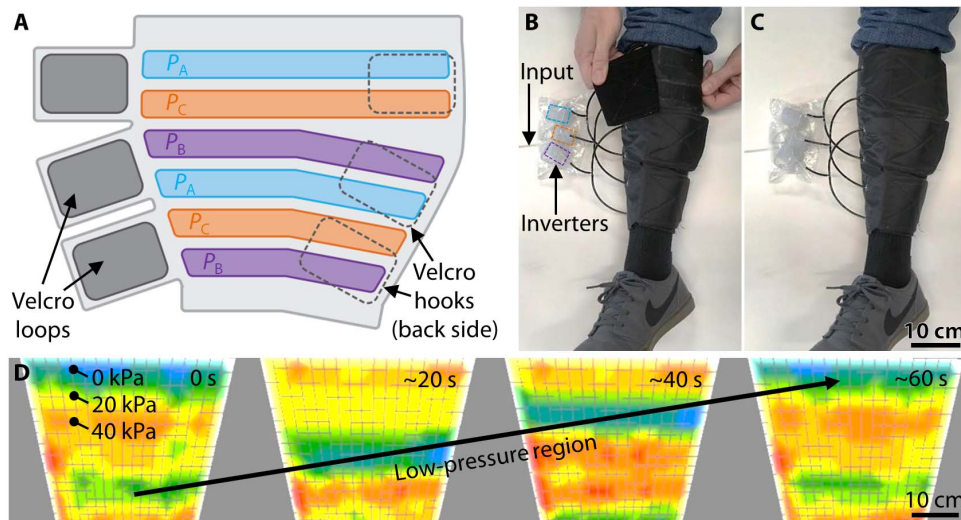 A
P_A
P_C
P_B
P_A
P_C
P_B
Velcro
loops
Velcro
hooks
(back side)
B
Input
Inverters
C
10 cm
D
0 kPa
20 kPa
40 kPa
0 s
~20 s
~40 s
~60 s
Low-pressure region
10 cm